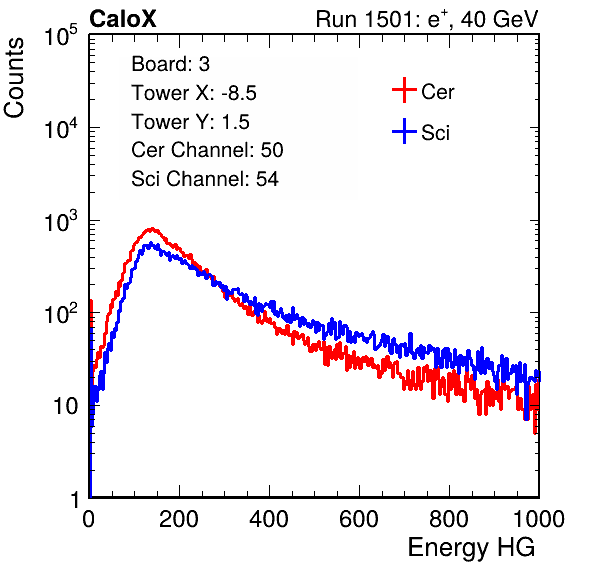 CaloX Run 1501: e⁺, 40 GeV
Counts
10⁵
10⁴
10³
10²
10
1
Board: 3
Tower X: -8.5
Tower Y: 1.5
Cer Channel: 50
Sci Channel: 54
Cer
Sci
0 200 400 600 800 1000
Energy HG